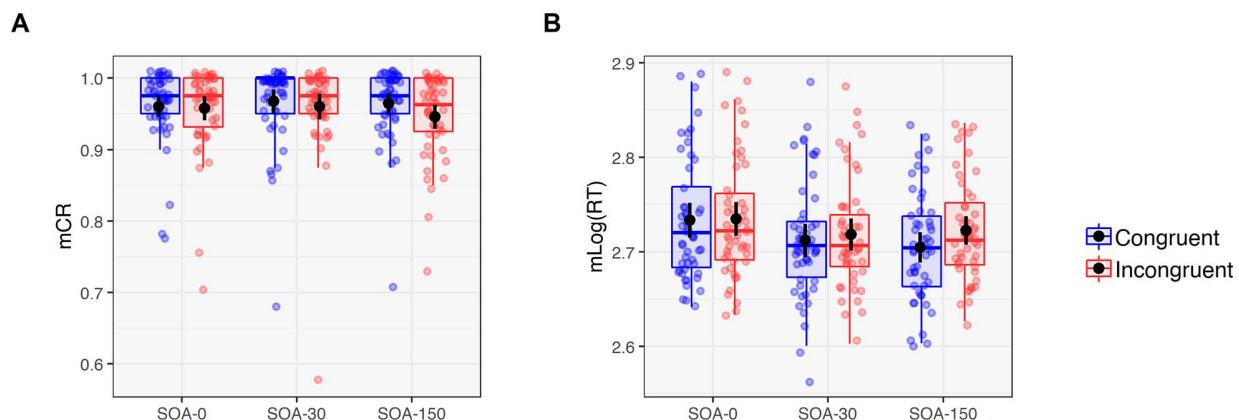 A
mCR
1.0
0.9
0.8
0.7
0.6
SOA-0 SOA-30 SOA-150
B
mLog(RT)
2.9
2.8
2.7
2.6
SOA-0 SOA-30 SOA-150
Congruent
Incongruent